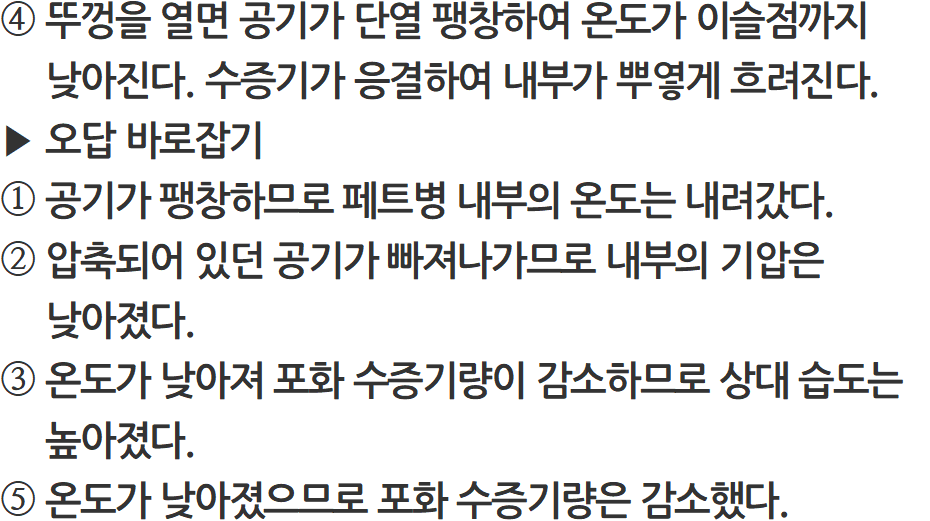 ④ 뚜껑을 열면 공기가 단열 팽창하여 온도가 이슬점까지
낮아진다. 수증기가 응결하여 내부가 뿌옇게 흐려진다.
▶ 오답 바로잡기
① 공기가 팽창하므로 페트병 내부의 온도는 내려갔다.
② 압축되어 있던 공기가 빠져나가므로 내부의 기압은
낮아졌다.
③ 온도가 낮아져 포화 수증기량이 감소하므로 상대 습도는
높아졌다.
⑤ 온도가 낮아졌으므로 포화 수증기량은 감소했다.